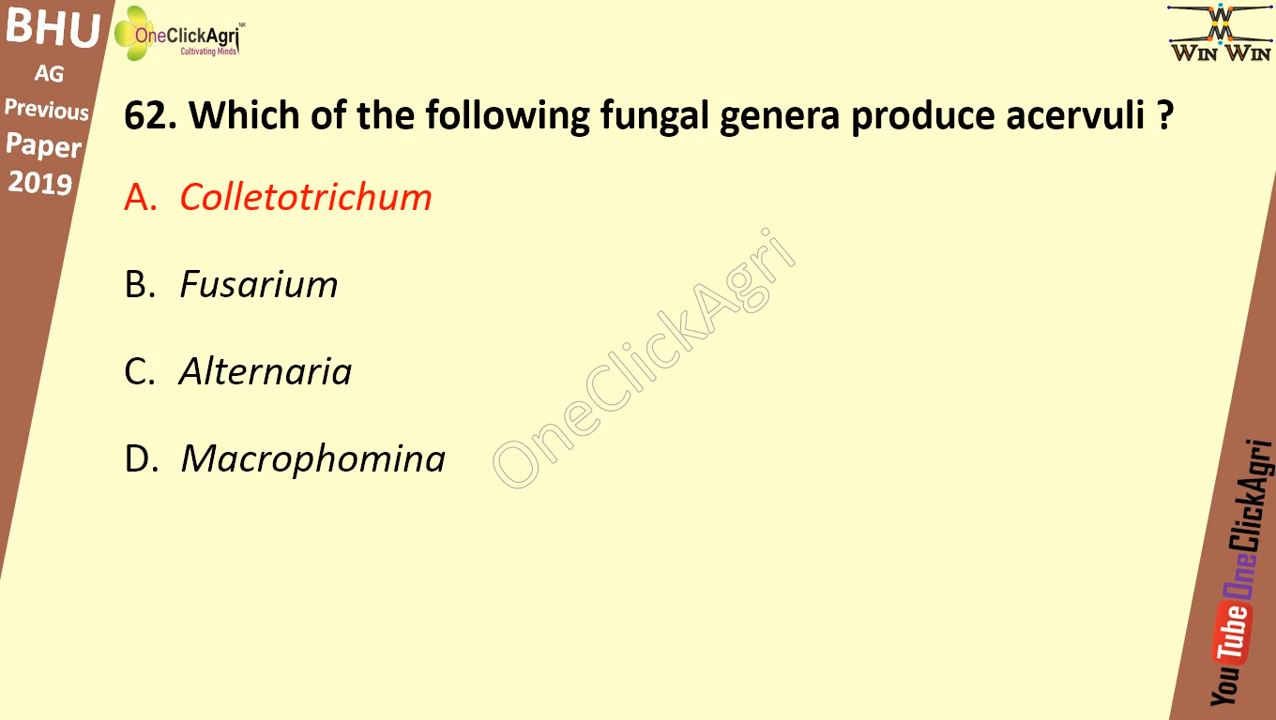 BHU
AG
Previous
Paper
2019
OneClickAgri NK
Cultivating Minds
WIN WIN
62. Which of the following fungal genera produce acervuli ?
A. Colletotrichum
B. Fusarium
C. Alternaria
D. Macrophomina
OneClickAgri
YouTube OneClickAgri